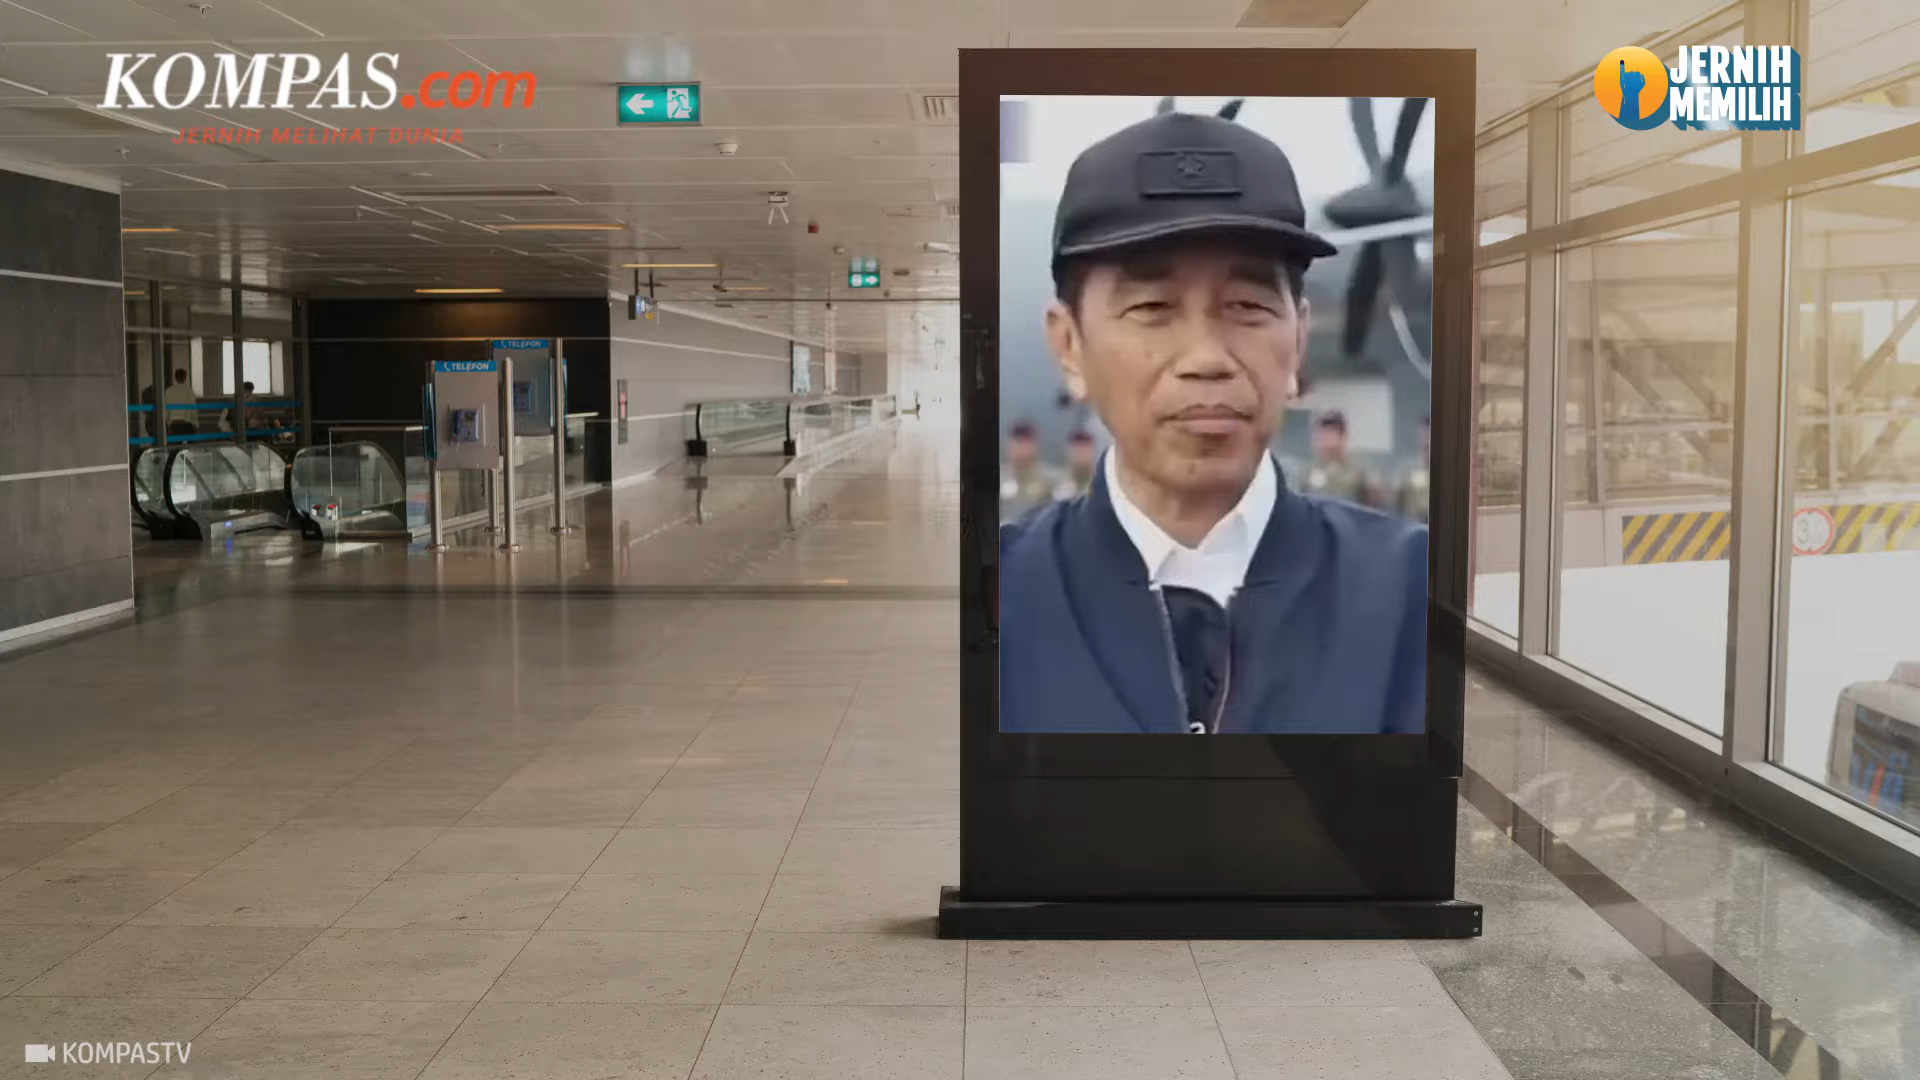 KOMPAS.com
JERNIH MELIHAT DUNIA
JERNIH
MEMILIH
TELEFON
TELEFON
KOMPASTV